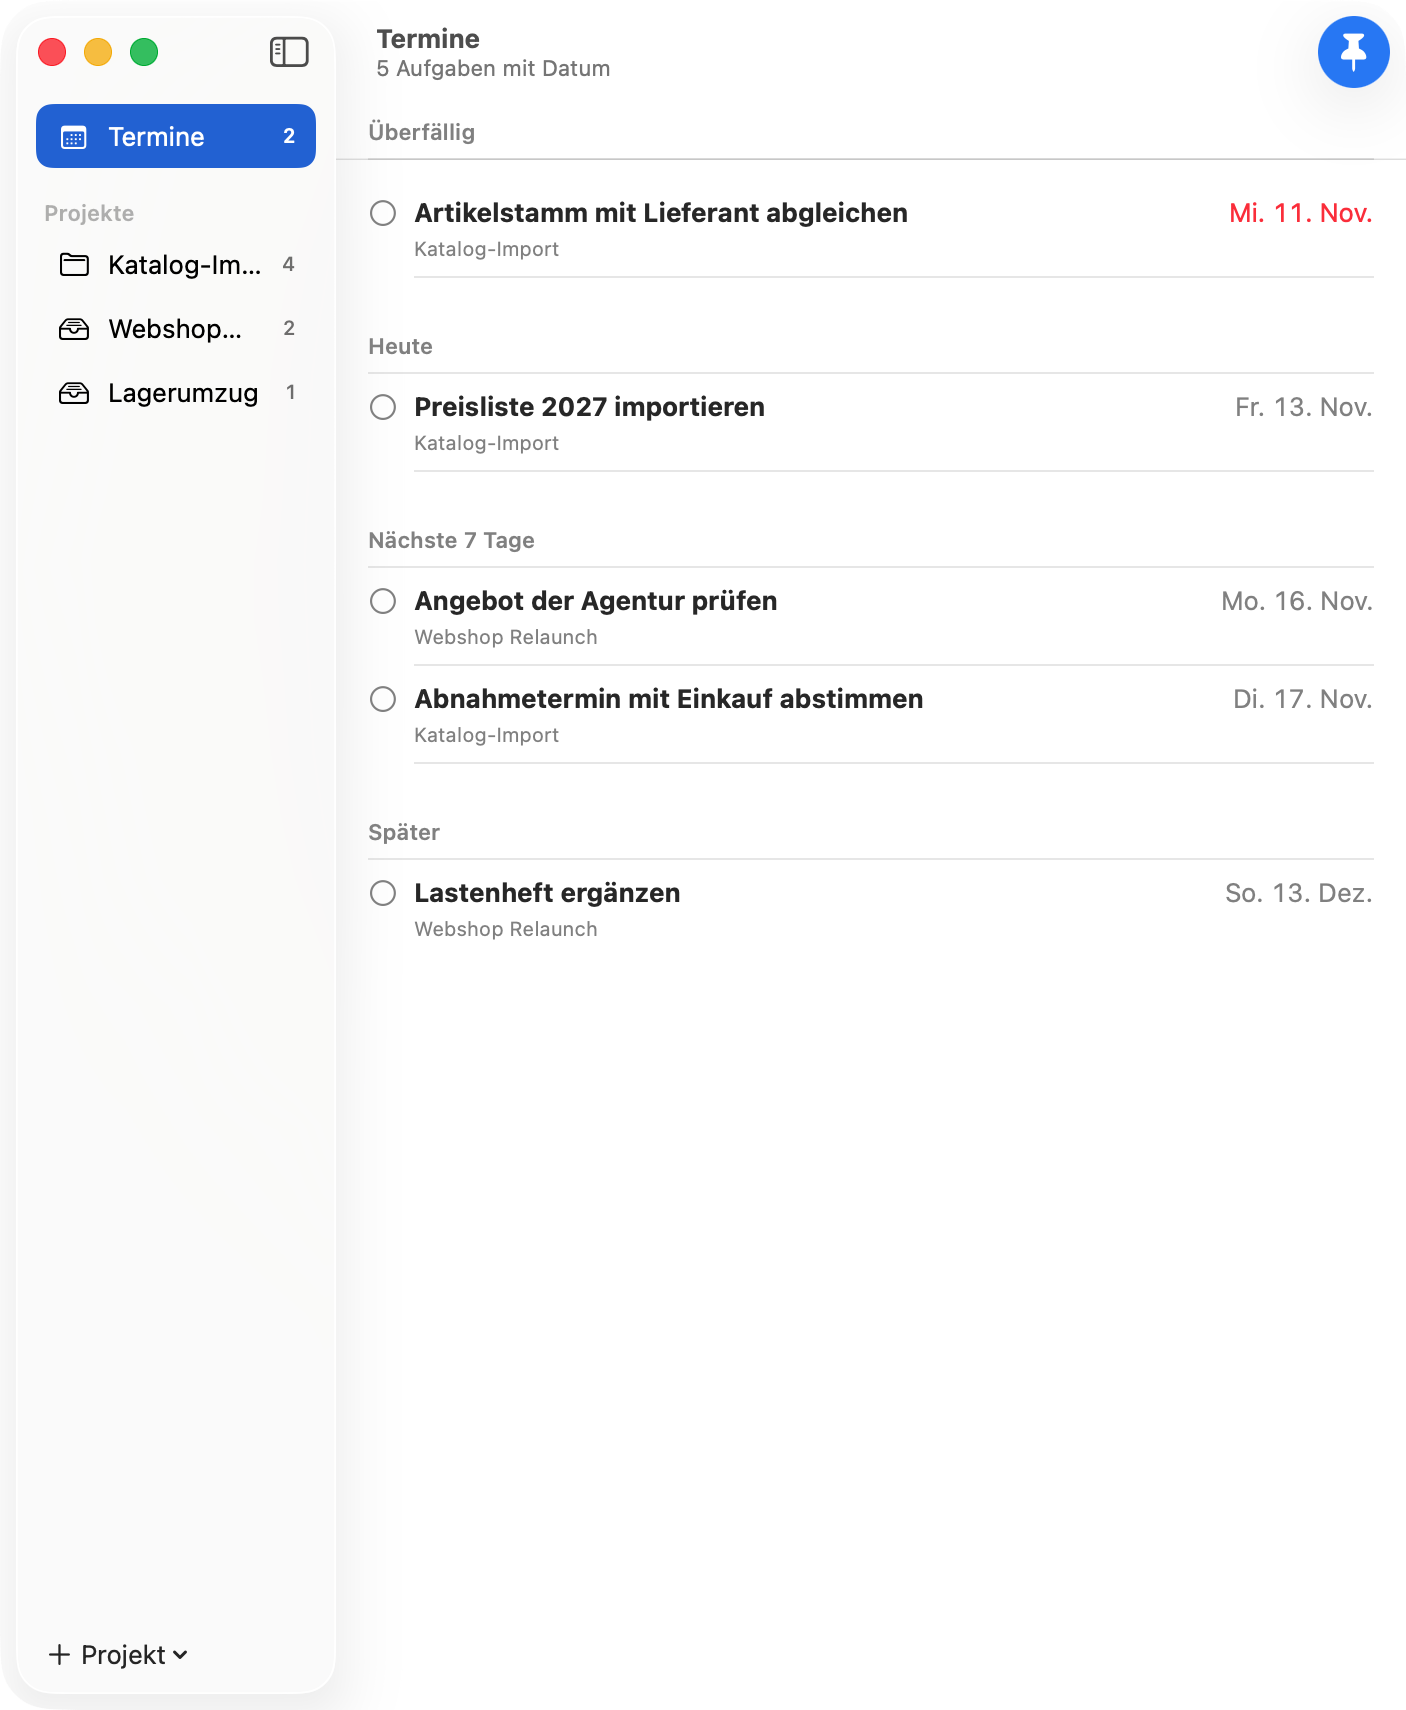 Termine 2
Projekte
Katalog-Im... 4
Webshop... 2
Lagerumzug 1
+ Projekt
Termine
5 Aufgaben mit Datum
Überfällig
Artikelstamm mit Lieferant abgleichen Mi. 11. Nov.
Katalog-Import
Heute
Preisliste 2027 importieren Fr. 13. Nov.
Katalog-Import
Nächste 7 Tage
Angebot der Agentur prüfen Mo. 16. Nov.
Webshop Relaunch
Abnahmetermin mit Einkauf abstimmen Di. 17. Nov.
Katalog-Import
Später
Lastenheft ergänzen So. 13. Dez.
Webshop Relaunch